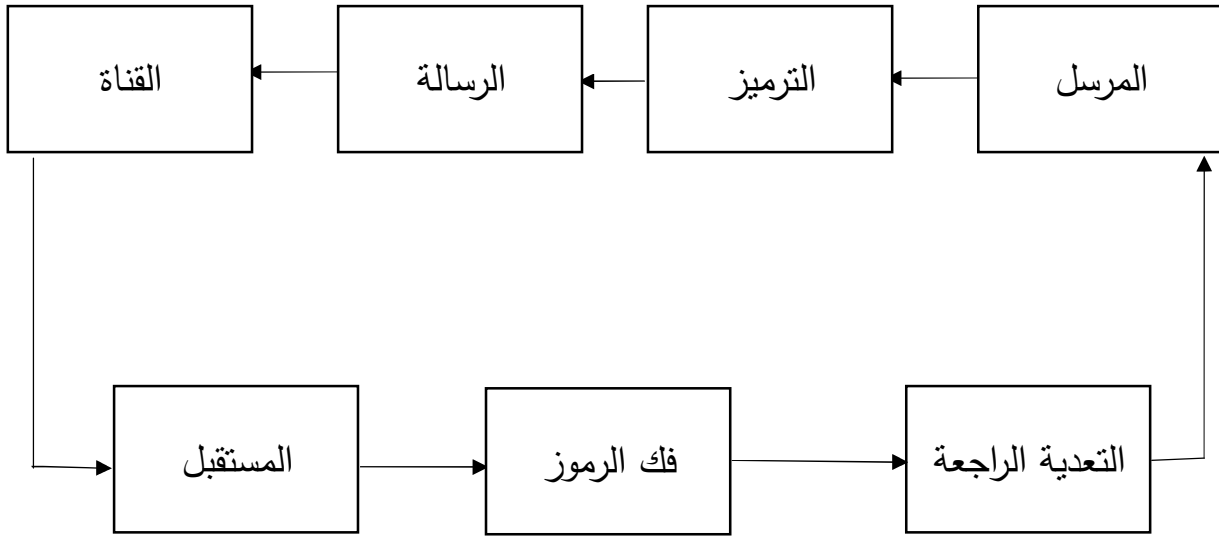 المرسل
الترميز
الرسالة
القناة
المستقبل
فك الرموز
التعدية الراجعة